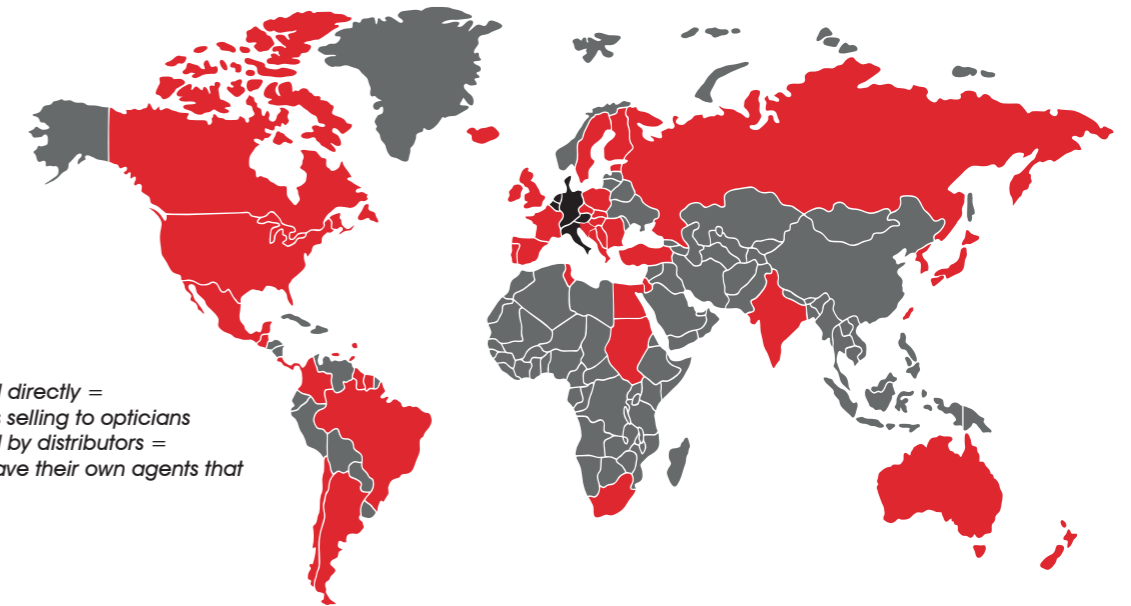 l directly =
s selling to opticians
d by distributors =
ave their own agents that